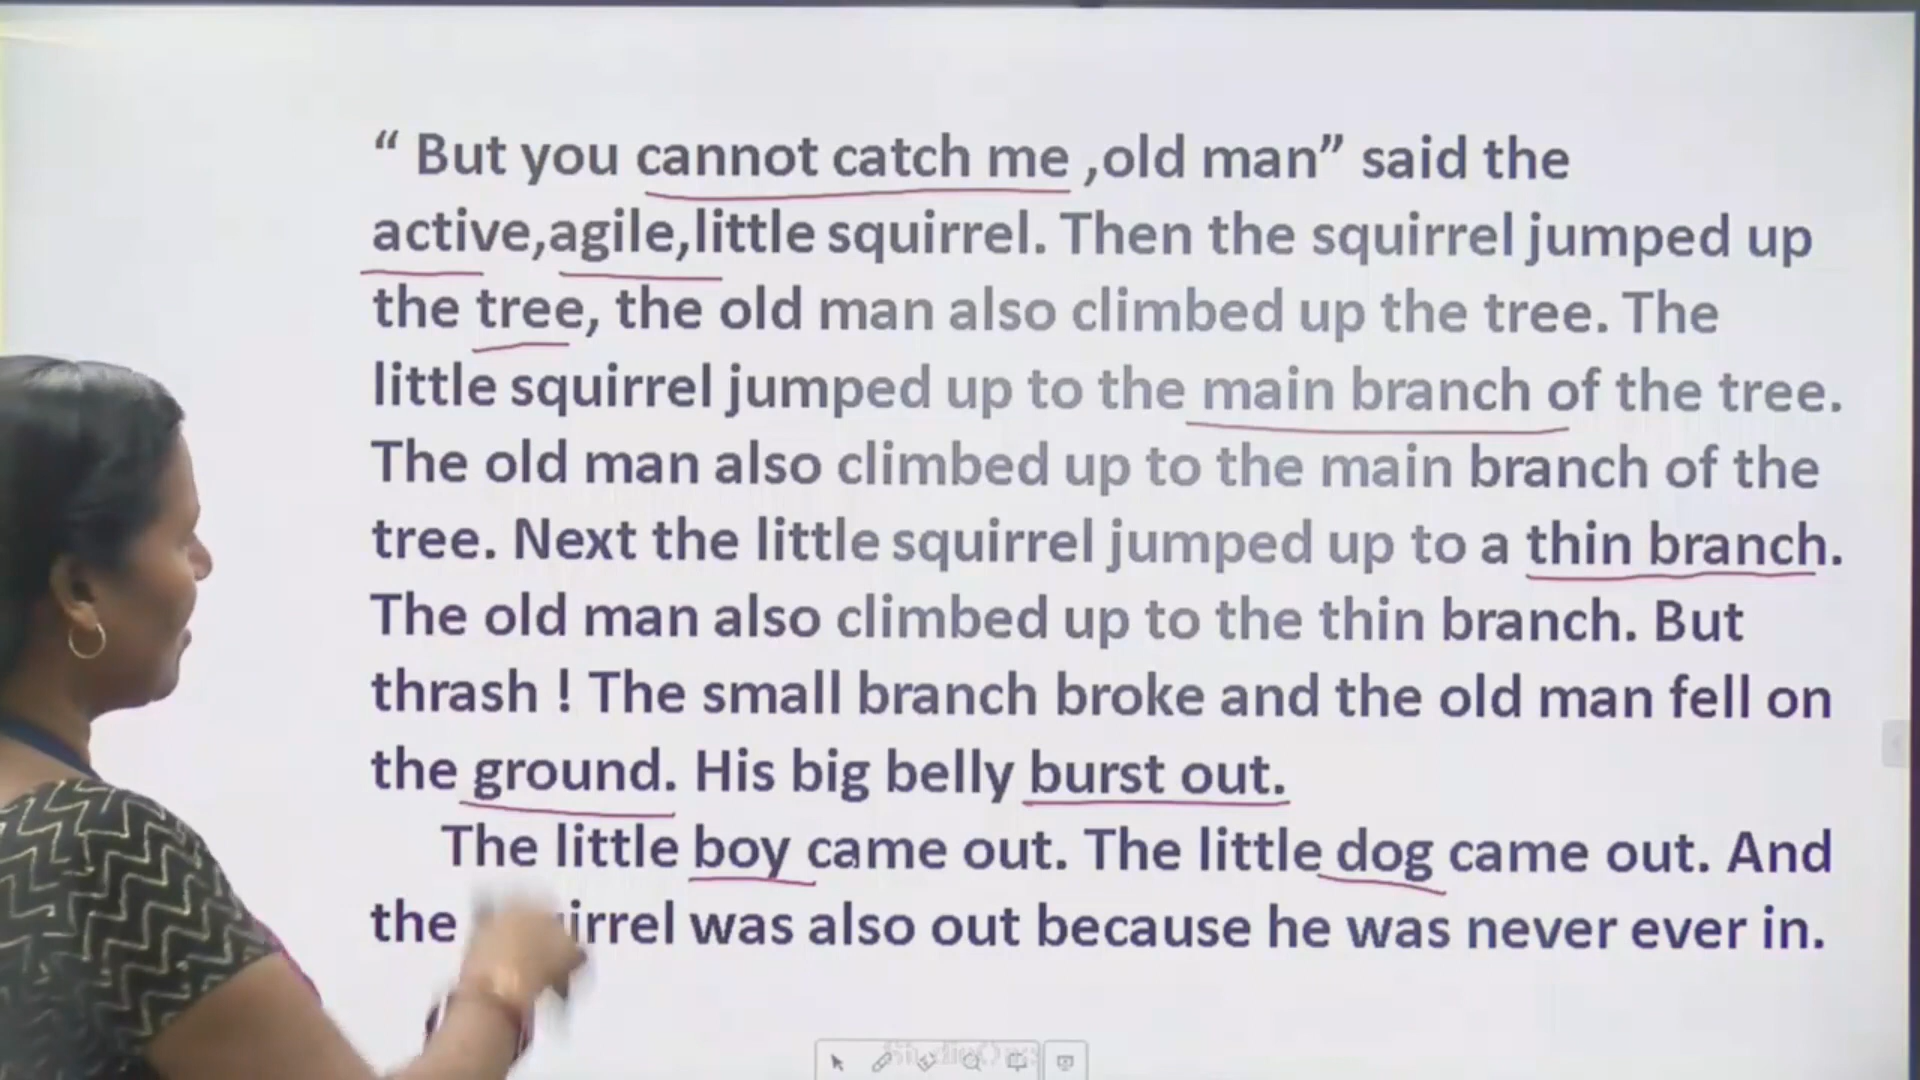 “ But you cannot catch me ,old man” said the
active,agile,little squirrel. Then the squirrel jumped up
the tree, the old man also climbed up the tree. The
little squirrel jumped up to the main branch of the tree.
The old man also climbed up to the main branch of the
tree. Next the little squirrel jumped up to a thin branch.
The old man also climbed up to the thin branch. But
thrash ! The small branch broke and the old man fell on
the ground. His big belly burst out.
The little boy came out. The little dog came out. And
the irrel was also out because he was never ever in.